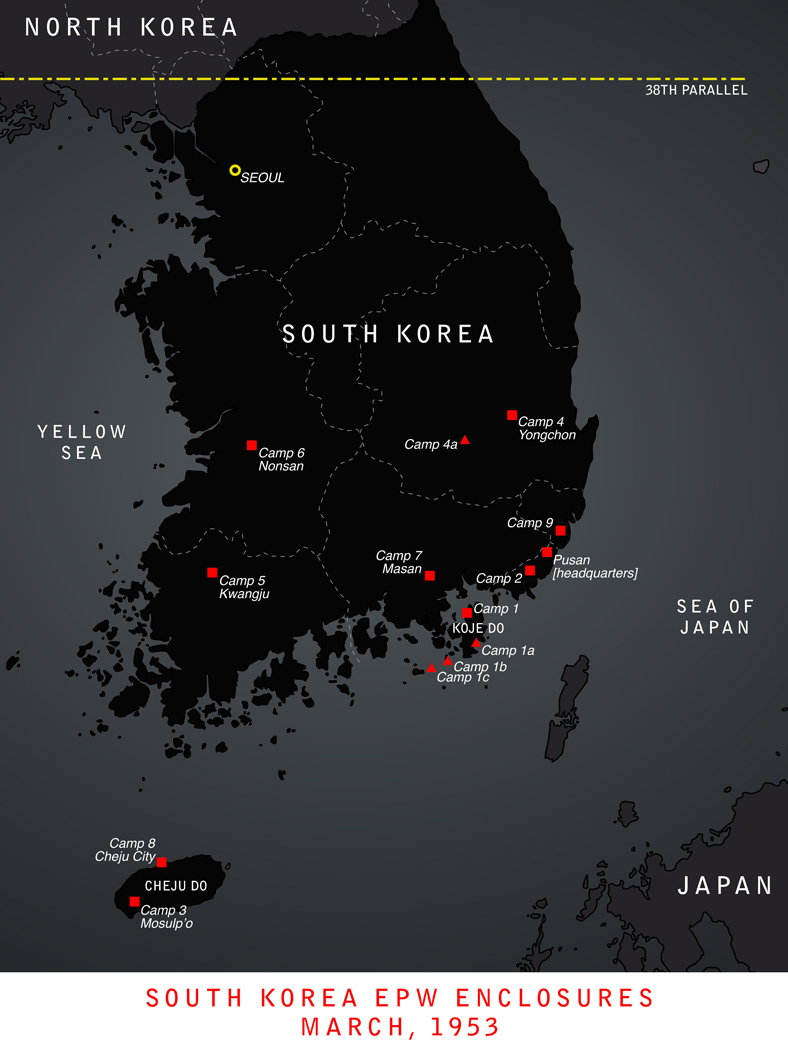 NORTH KOREA
38TH PARALLEL
SEOUL
SOUTH KOREA
YELLOW
SEA
Camp 4
Yongchon
Camp 4a
Camp 6
Nonsan
Camp 9
Pusan
[headquarters]
Camp 7
Masan
Camp 2
Camp 5
Kwangju
Camp 1
KOJE DO
Camp 1a
Camp 1b
Camp 1c
SEA OF
JAPAN
Camp 8
Cheju City
CHEJU DO
Camp 3
Mosulp'o
JAPAN
SOUTH KOREA EPW ENCLOSURES
MARCH, 1953